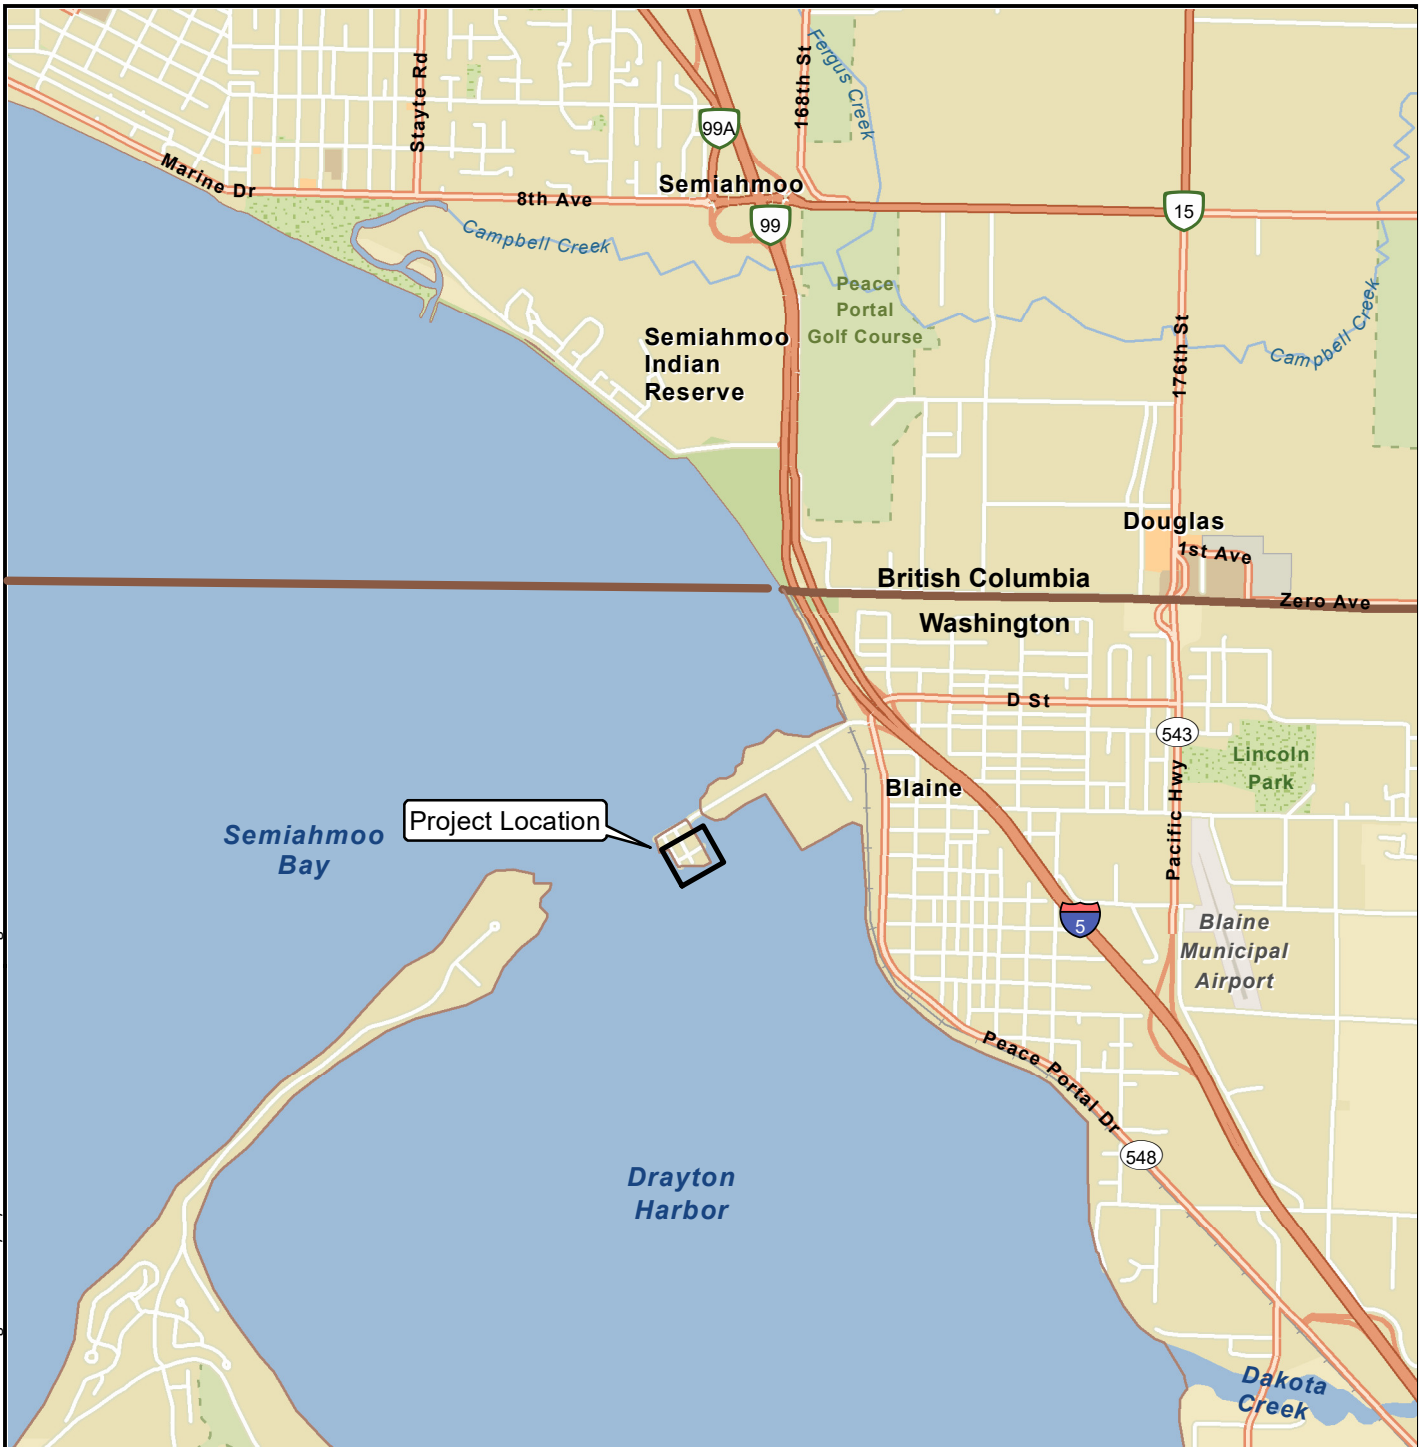 Stayte Rd
168th St
Fergus Creek
99A
Marine Dr
8th Ave
Semiahmoo
99
15
Campbell Creek
Peace
Portal
Golf Course
Semiahmoo
Indian
Reserve
176th St
Campbell Creek
Douglas
1st Ave
British Columbia
Zero Ave
Washington
D St
543
Lincoln
Park
Pacific Hwy
Blaine
Project Location
Semiahmoo
Bay
5
Blaine
Municipal
Airport
Peace Portal Dr
548
Drayton
Harbor
Dakota
Creek